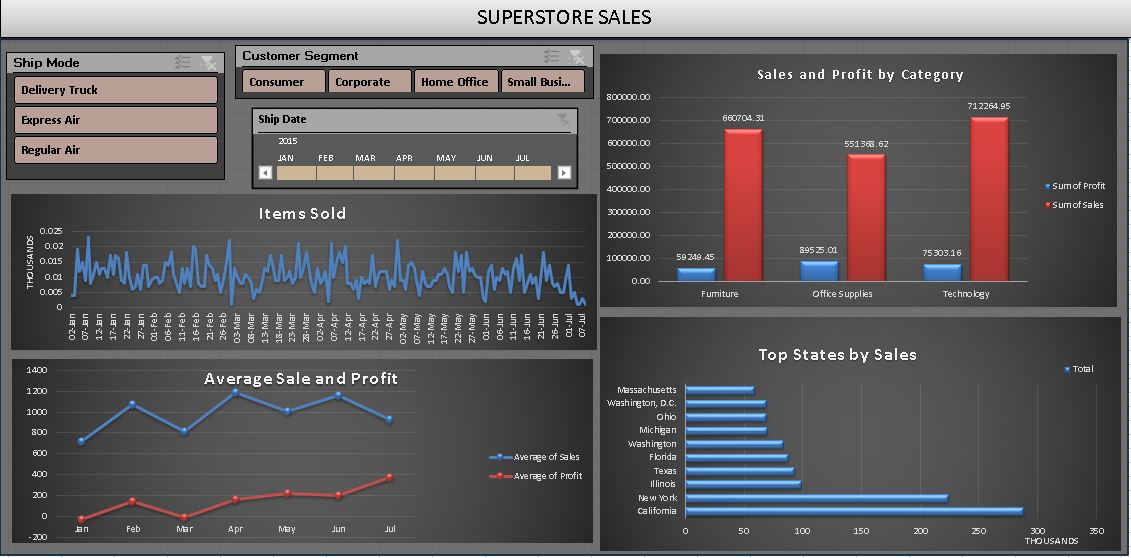 SUPERSTORE SALES
Ship Mode
Delivery Truck
Express Air
Regular Air
Customer Segment
Consumer Corporate Home Office Small Busi...
Ship Date
2015
JAN FEB MAR APR MAY JUN JUL
Items Sold
THOUSANDS
0.025
0.02
0.015
0.01
0.005
0
02-Jan 07-Jan 12-Jan 17-Jan 22-Jan 27-Jan 01-Feb 06-Feb 11-Feb 16-Feb 21-Feb 26-Feb 03-Mar 08-Mar 13-Mar 18-Mar 23-Mar 28-Mar 02-Apr 07-Apr 12-Apr 17-Apr 22-Apr 27-Apr 02-May 07-May 12-May 17-May 22-May 27-May 01-Jun 06-Jun 11-Jun 16-Jun 21-Jun 26-Jun 01-Jul 07-Jul
Average Sale and Profit
1400
1200
1000
800
600
400
200
0
-200
Jan Feb Mar Apr May Jun Jul
Average of Sales
Average of Profit
Sales and Profit by Category
800000.00
700000.00
600000.00
500000.00
400000.00
300000.00
200000.00
100000.00
0.00
59249.45 660704.31 89525.01 551368.62 75303.16 712264.95
Furniture Office Supplies Technology
Sum of Profit
Sum of Sales
Top States by Sales
Total
Massachusetts
Washington, D.C.
Ohio
Michigan
Washington
Florida
Texas
Illinois
New York
California
0 50 100 150 200 250 300 350
THOUSANDS